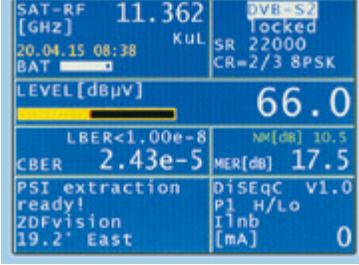 SAT-RF 11.362
[GHz] KuL
20.04.15 08:38
BAT
DVB-S2
locked
SR 22000
CR=2/3 8PSK
LEVEL[dBµV]
66.0
LBER<1.00e-8
CBER 2.43e-5
NM[dB] 10.5
MER[dB] 17.5
PSI extraction
ready!
ZDFvision
19.2° East
DiSEqC V1.0
P1 H/Lo
Ilnb
[mA] 0